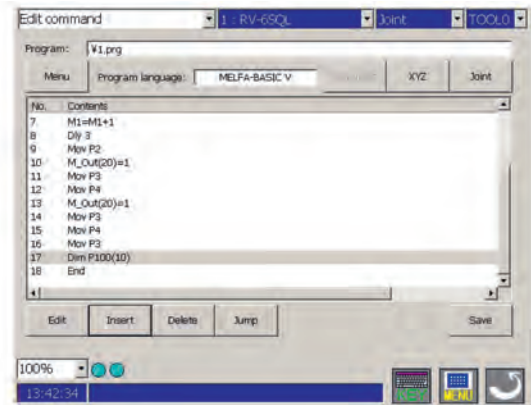 Edit command 1 : RV-6SQL Joint TOOL0
Program: ¥1.prg
Menu Program language: MELFA-BASIC V XYZ Joint
No. Contents
7 M1=M1+1
8 Dly 3
9 Mov P2
10 M_Out(20)=1
11 Mov P3
12 Mov P4
13 M_Out(20)=1
14 Mov P3
15 Mov P4
16 Mov P3
17 Dim P100(10)
18 End
Edit Insert Delete Jump Save
100%
13:42:34 MENU